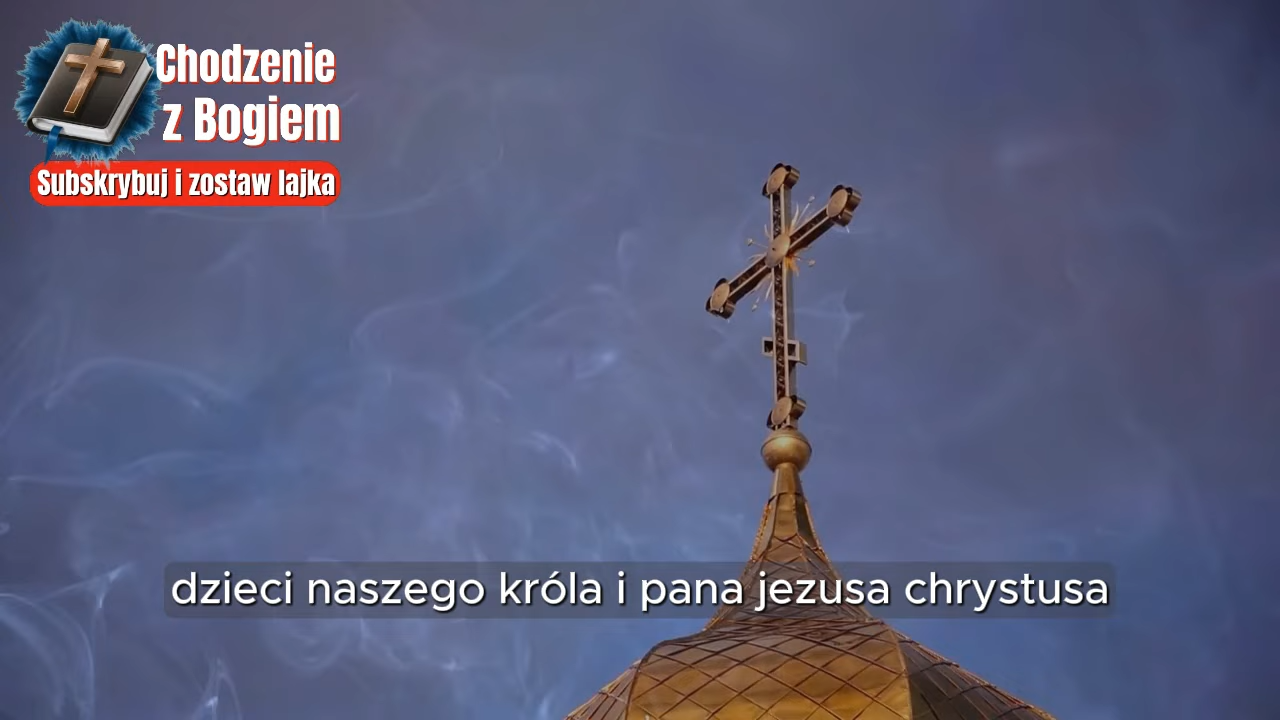 Chodzenie
z Bogiem
Subskrybuj i zostaw lajka
dzieci naszego króla i pana jezusa chrystusa